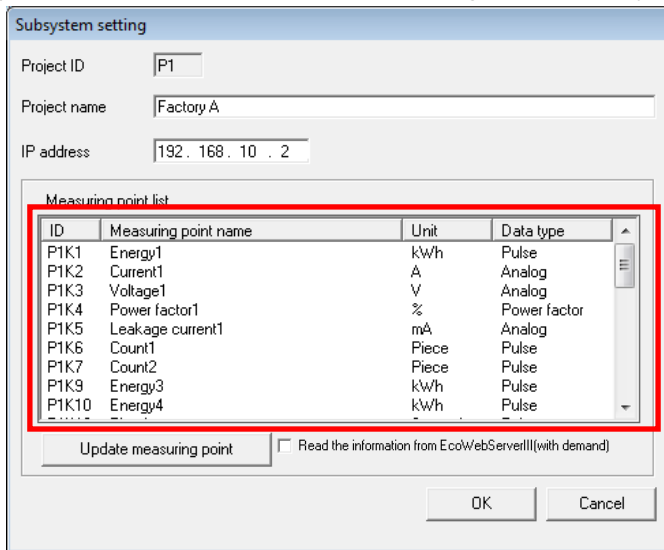 Subsystem setting
Project ID P1
Project name Factory A
IP address 192 . 168 . 10 . 2
Measuring point list
ID Measuring point name Unit Data type
P1K1 Energy1 kWh Pulse
P1K2 Current1 A Analog
P1K3 Voltage1 V Analog
P1K4 Power factor1 % Power factor
P1K5 Leakage current1 mA Analog
P1K6 Count1 Piece Pulse
P1K7 Count2 Piece Pulse
P1K9 Energy3 kWh Pulse
P1K10 Energy4 kWh Pulse
Update measuring point Read the information from EcoWebServerIII(with demand)
OK Cancel